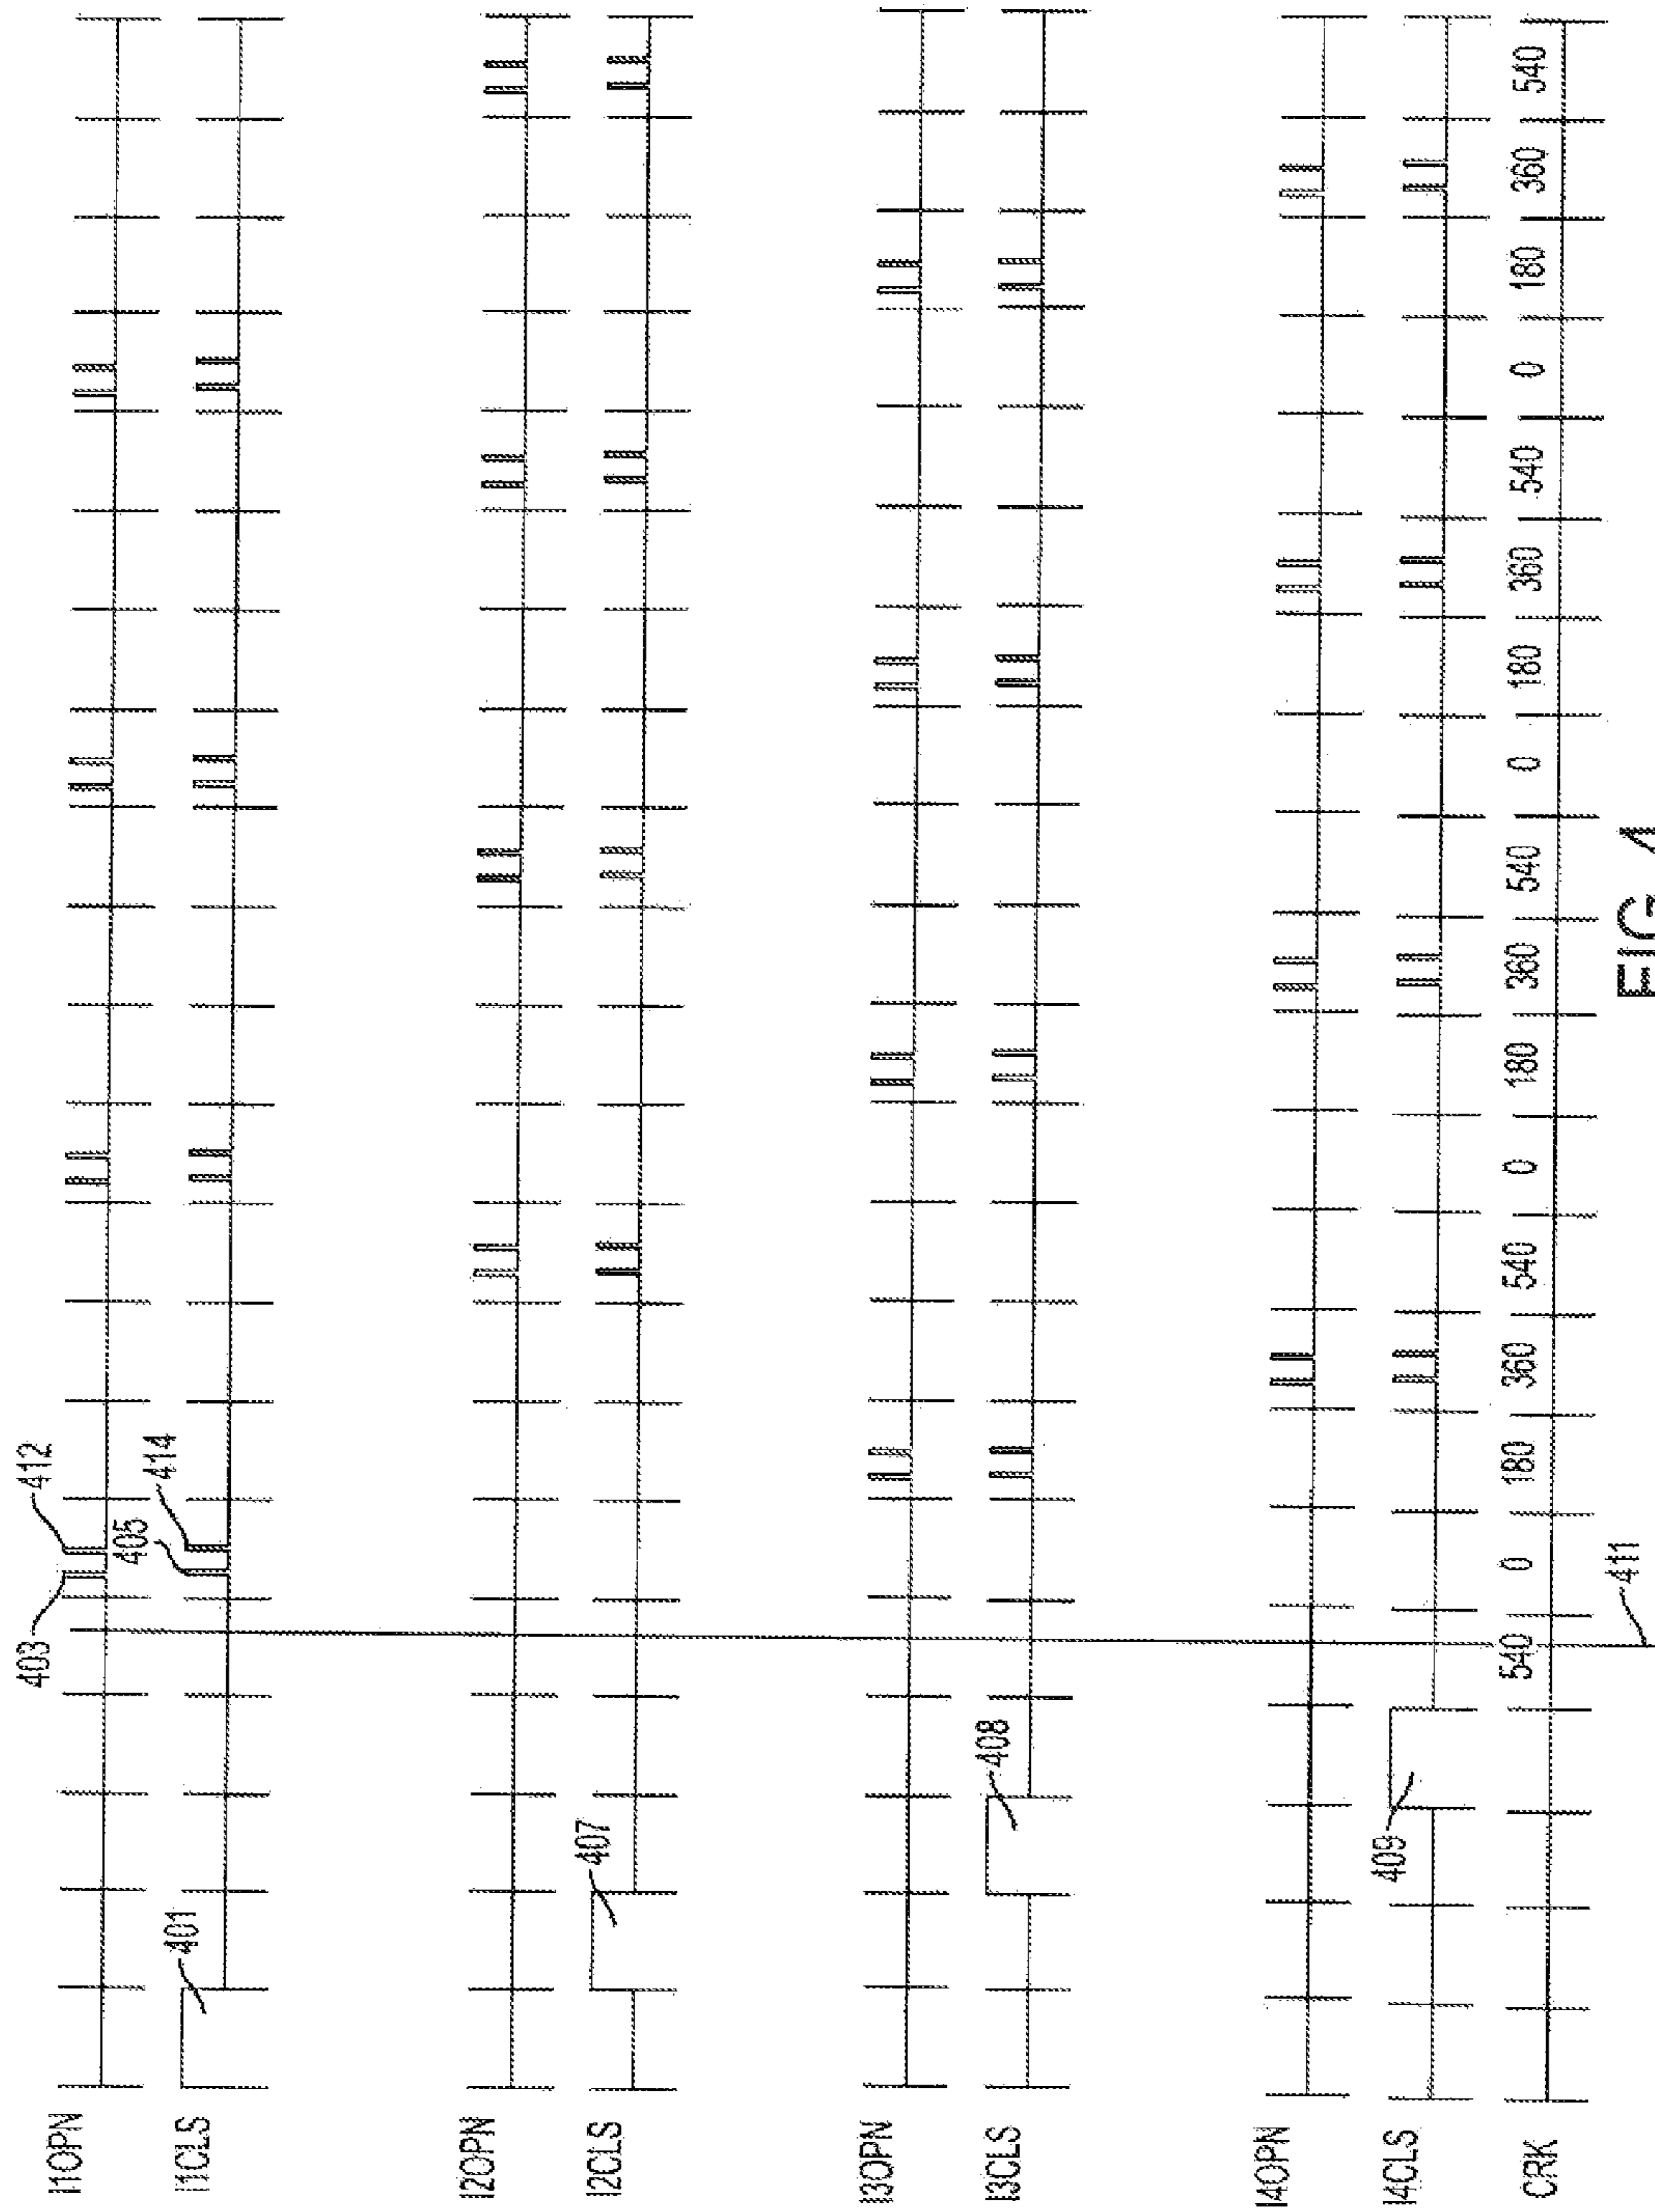 403
412
I1OPN
405
414
401
I1CLS
I2OPN
407
I2CLS
I3OPN
408
I3CLS
I4OPN
409
I4CLS
540 0 180 360 540 0 180 360 540 0 180 360 540 0 180 360 540
CRK
411
FIG. 4